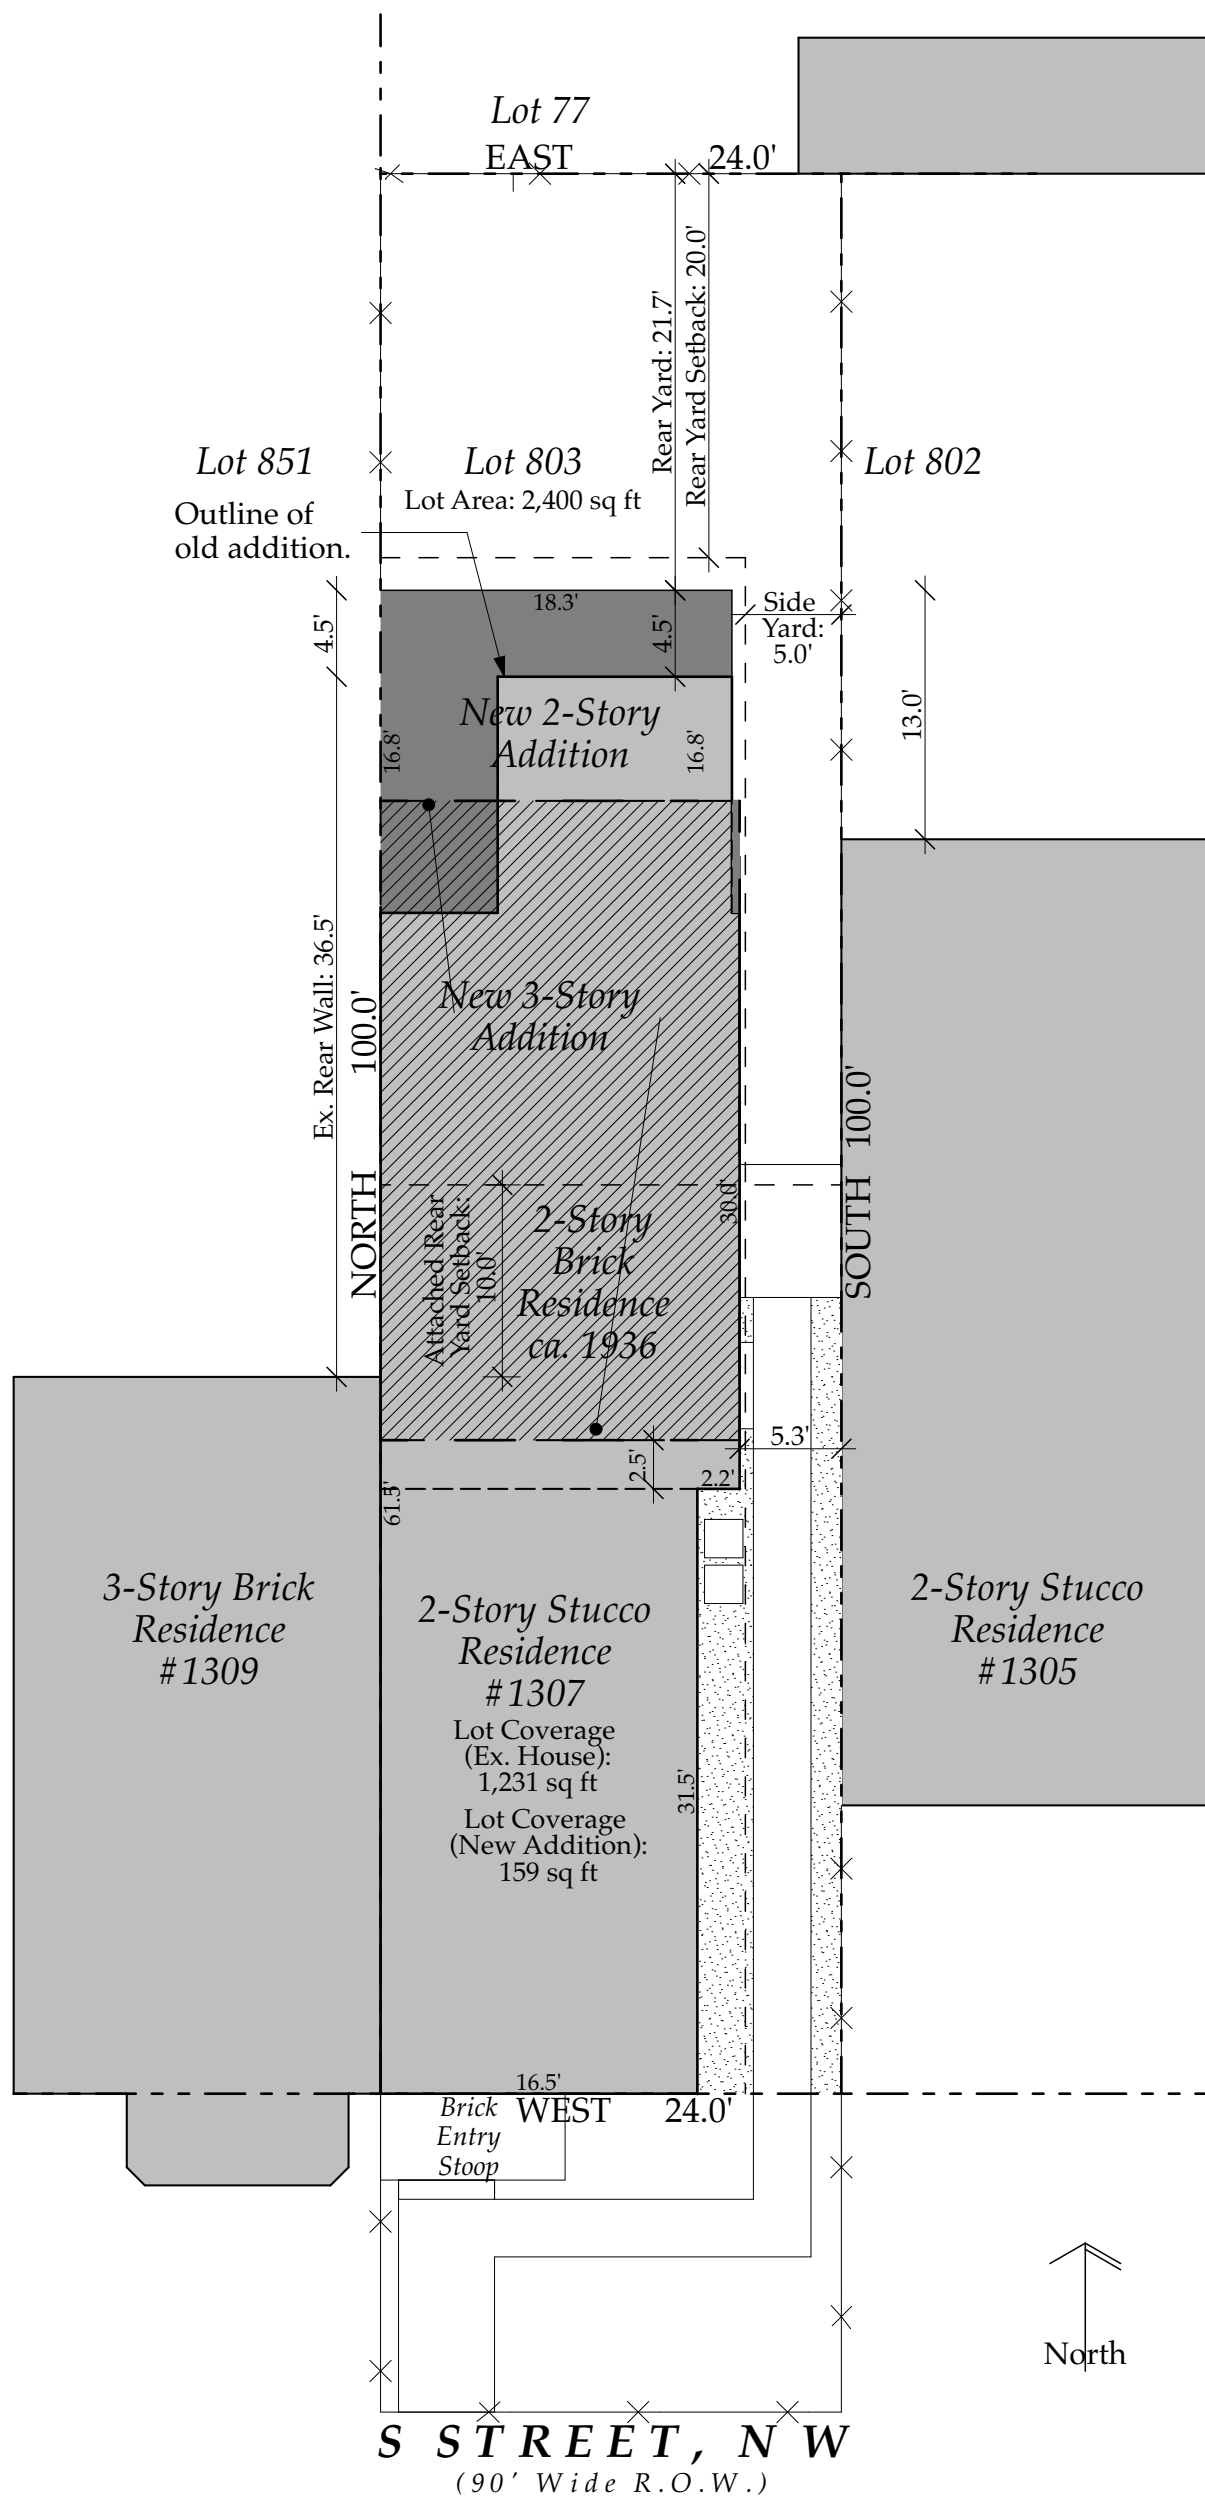 Lot 77
EAST
24.0'
Rear Yard: 21.7'
Rear Yard Setback: 20.0'
Lot 851
Lot 803
Lot 802
Lot Area: 2,400 sq ft
Outline of
old addition.
4.5'
18.3'
4.5'
Side
Yard:
5.0'
13.0'
New 2-Story
Addition
16.8'
16.8'
Ex. Rear Wall: 36.5'
New 3-Story
Addition
NORTH 100.0'
SOUTH 100.0'
Attached Rear
Yard Setback:
10.0'
30.0'
2-Story
Brick
Residence
ca. 1936
5.3'
2.5'
2.2'
61.5'
3-Story Brick
Residence
#1309
2-Story Stucco
Residence
#1307
Lot Coverage
(Ex. House):
1,231 sq ft
Lot Coverage
(New Addition):
159 sq ft
31.5'
2-Story Stucco
Residence
#1305
16.5'
WEST
24.0'
Brick
Entry
Stoop
North
S STREET, NW
(90' Wide R.O.W.)